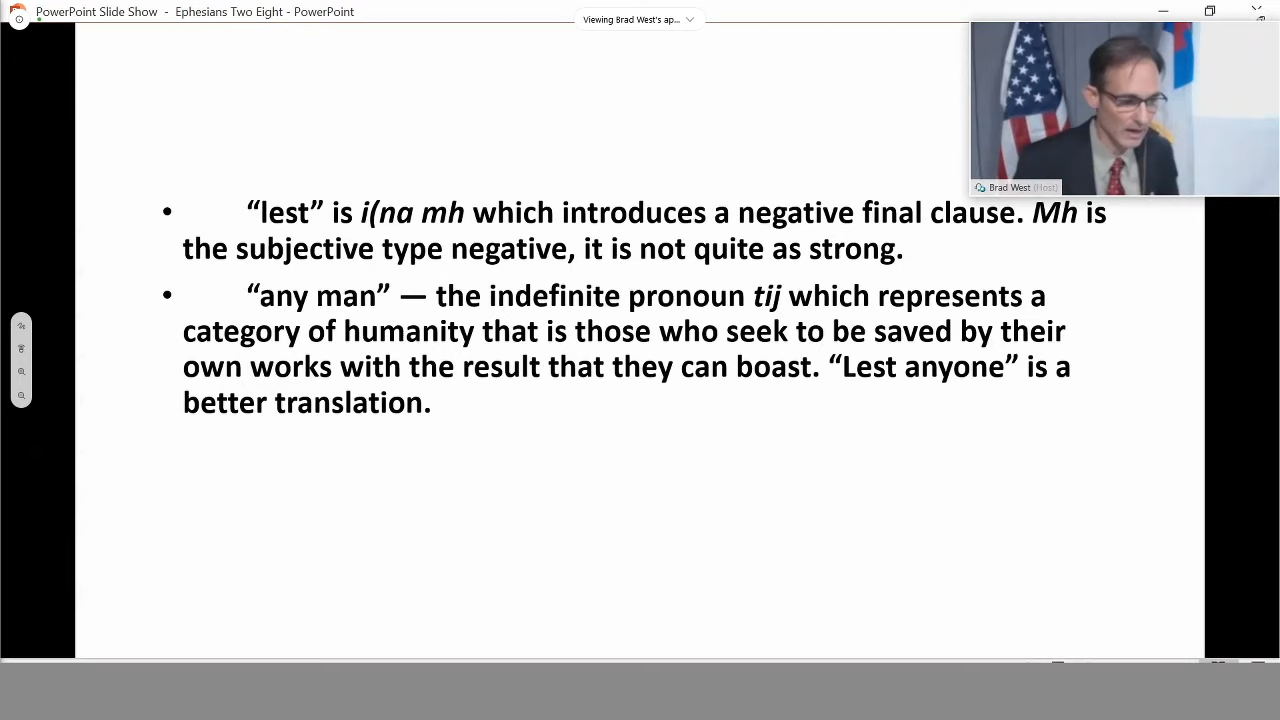 PowerPoint Slide Show - Ephesians Two Eight - PowerPoint
Viewing Brad West's ap...
Brad West (Host)
• “lest” is i(na mh which introduces a negative final clause. Mh is
the subjective type negative, it is not quite as strong.
• “any man” — the indefinite pronoun tij which represents a
category of humanity that is those who seek to be saved by their
own works with the result that they can boast. “Lest anyone” is a
better translation.